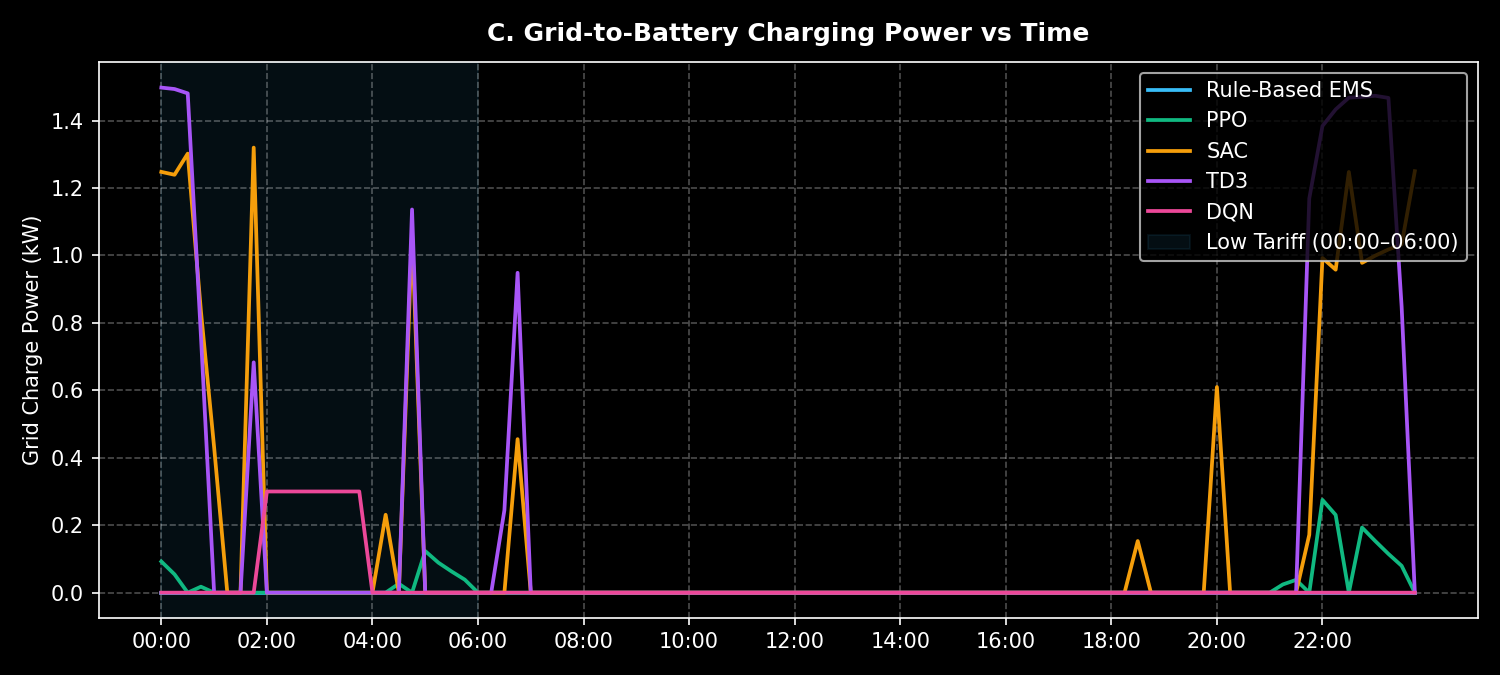 C. Grid-to-Battery Charging Power vs Time
Grid Charge Power (kW)
1.4
1.2
1.0
0.8
0.6
0.4
0.2
0.0
Rule-Based EMS
PPO
SAC
TD3
DQN
Low Tariff (00:00–06:00)
00:00 02:00 04:00 06:00 08:00 10:00 12:00 14:00 16:00 18:00 20:00 22:00